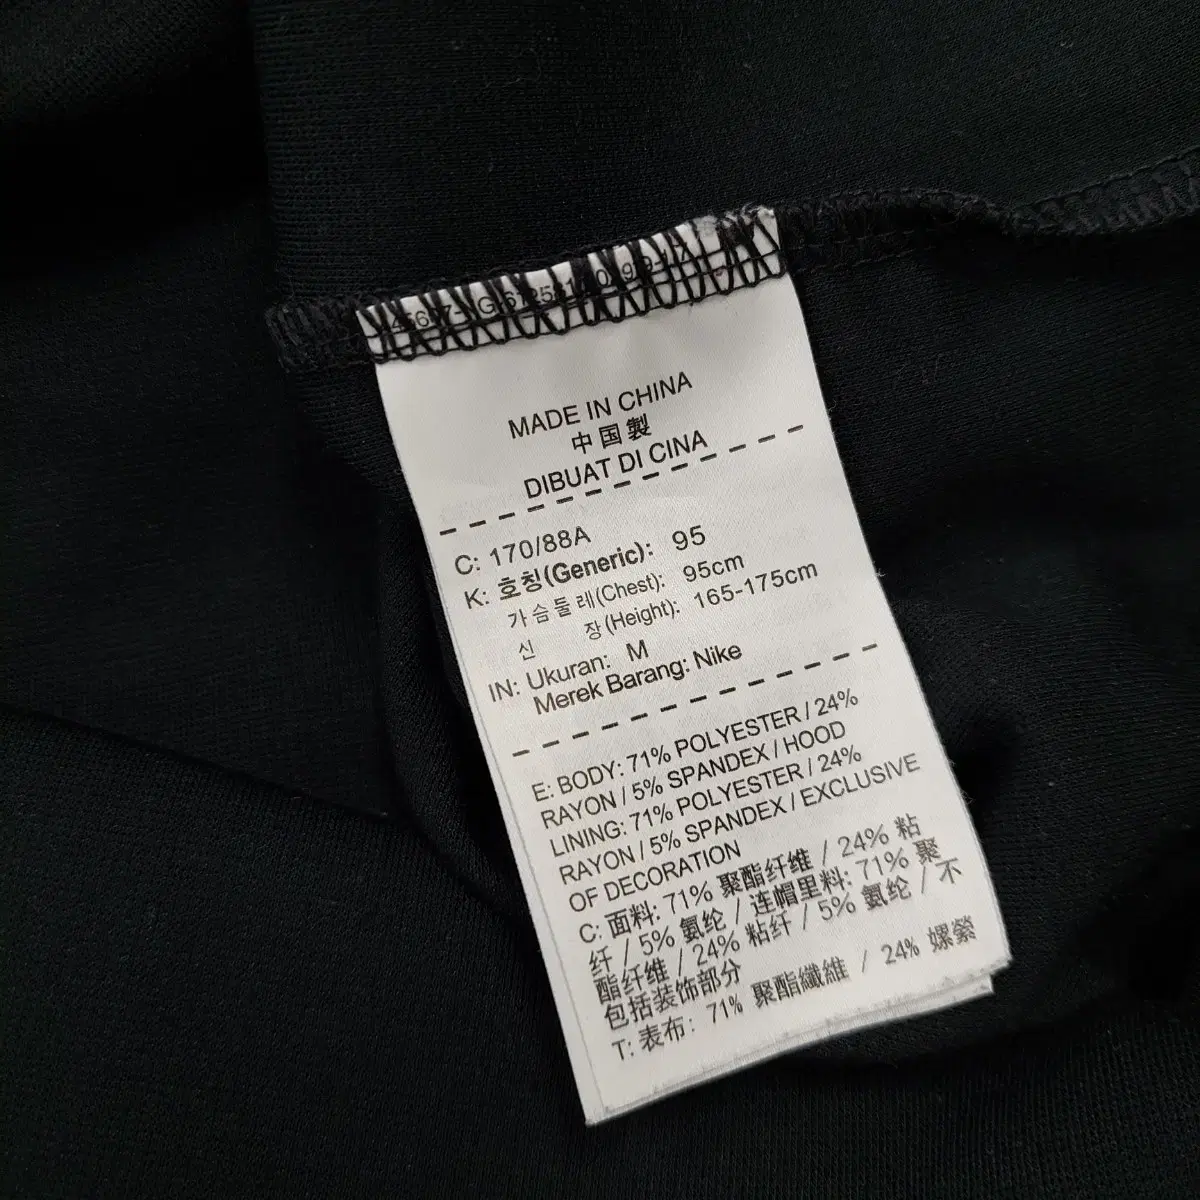 MADE IN CHINA
中国製
DIBUAT DI CINA
C: 170/88A
K: 호칭(Generic): 95
가슴둘레(Chest): 95cm
신 장(Height): 165-175cm
IN: Ukuran: M
Merek Barang: Nike
E: BODY: 71% POLYESTER / 24%
RAYON / 5% SPANDEX / HOOD
LINING: 71% POLYESTER / 24%
RAYON / 5% SPANDEX / EXCLUSIVE
OF DECORATION
C: 面料: 71% 聚酯纤维 / 24% 粘
纤 / 5% 氨纶 / 连帽里料: 71% 聚
酯纤维 / 24% 粘纤 / 5% 氨纶 / 不
包括装饰部分
T: 表布: 71% 聚酯纖維 / 24% 嫘縈